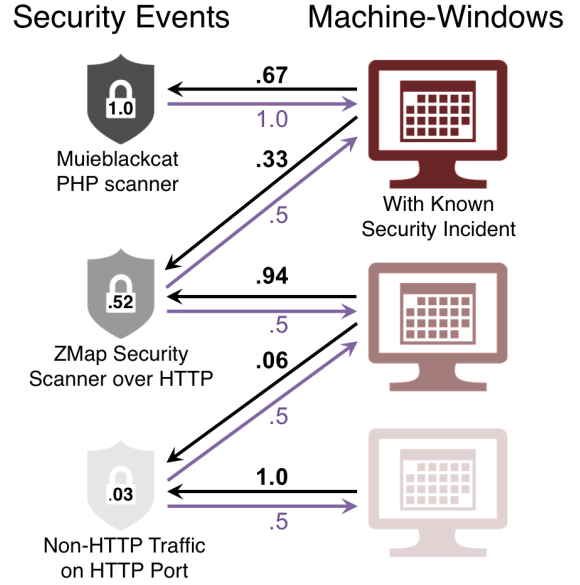 Security Events
Machine-Windows
.67
1.0
1.0
Muieblackcat
PHP scanner
.33
.5
With Known
Security Incident
.94
.52
.5
ZMap Security
Scanner over HTTP
.06
.5
1.0
.03
.5
Non-HTTP Traffic
on HTTP Port